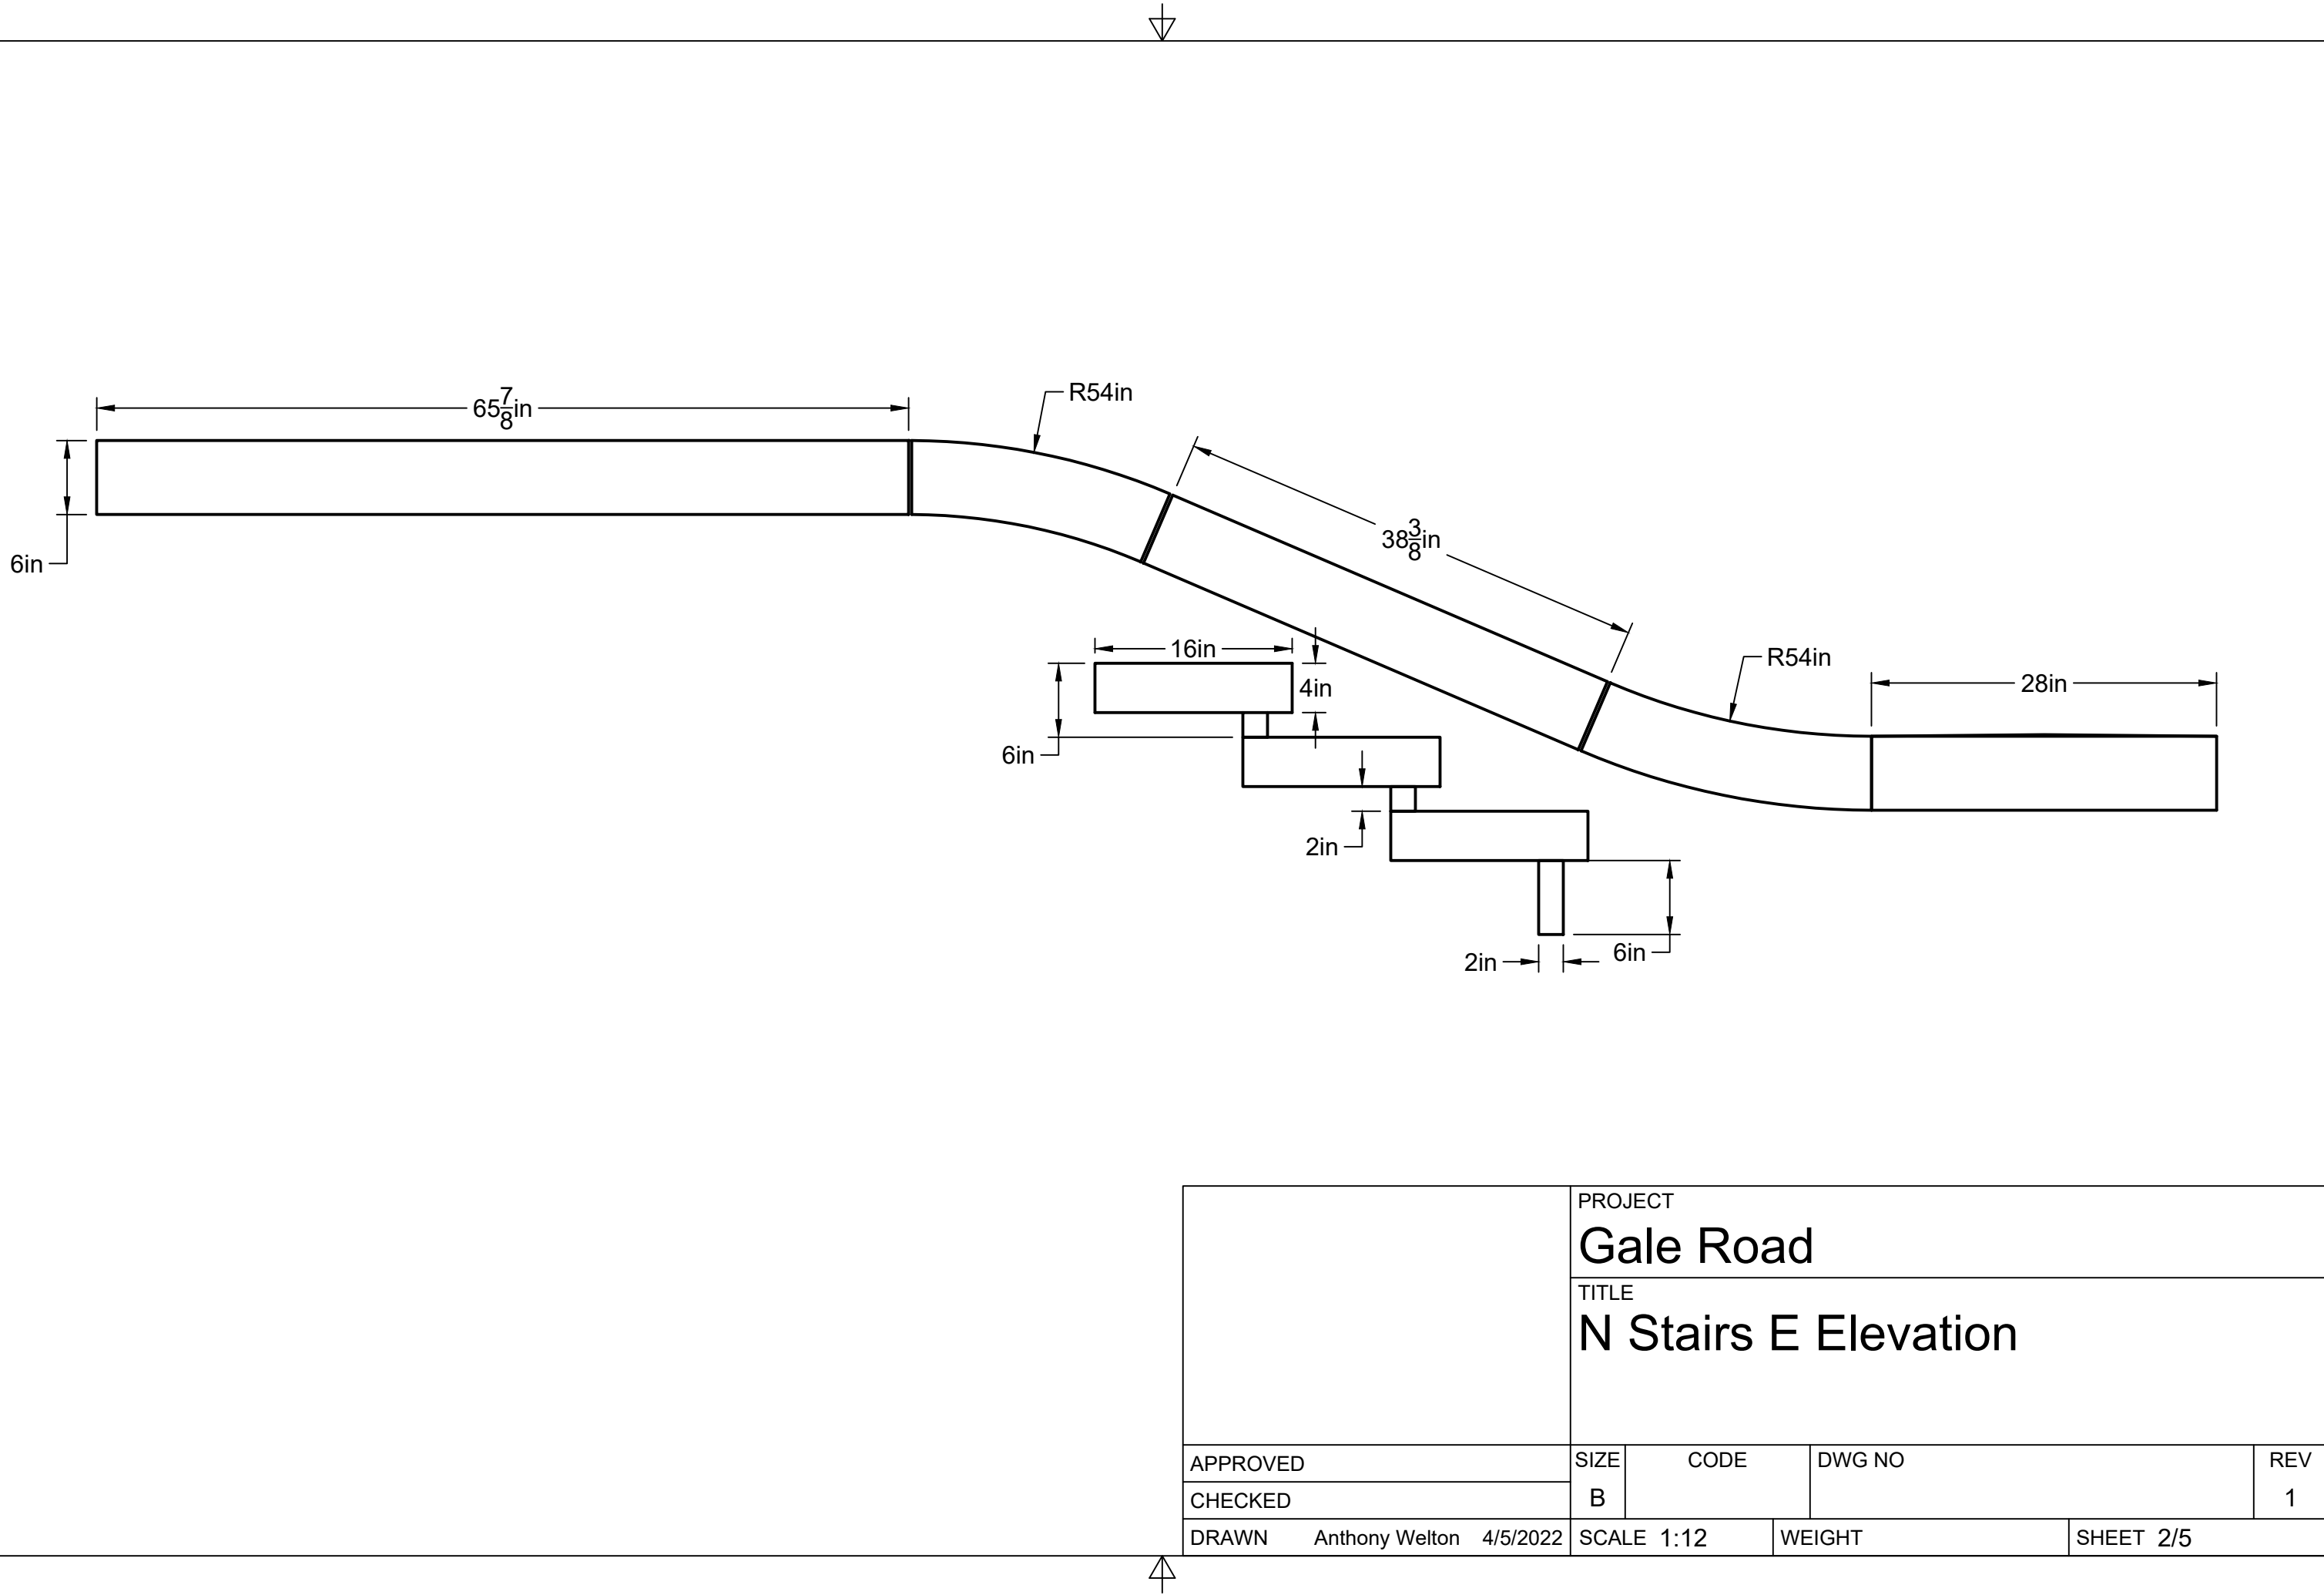 65 7/8in
R54in
38 3/8in
6in
16in
4in
R54in
28in
6in
2in
2in
6in
PROJECT
Gale Road
TITLE
N Stairs E Elevation
APPROVED
CHECKED
DRAWN Anthony Welton 4/5/2022
SIZE CODE DWG NO REV
B 1
SCALE 1:12 WEIGHT SHEET 2/5